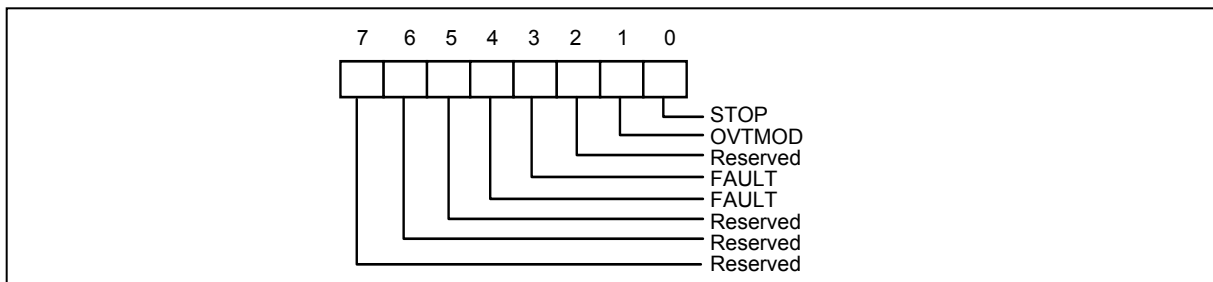 7 6 5 4 3 2 1 0
STOP
OVTMOD
Reserved
FAULT
FAULT
Reserved
Reserved
Reserved